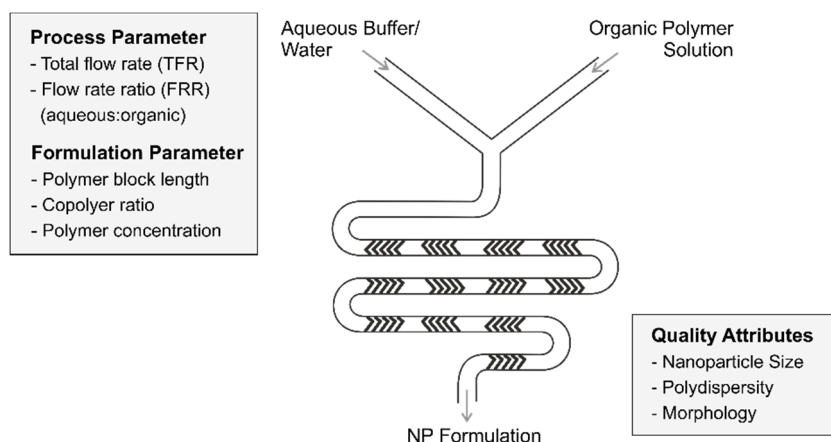 Process Parameter
- Total flow rate (TFR)
- Flow rate ratio (FRR)
(aqueous:organic)
Formulation Parameter
- Polymer block length
- Copolyer ratio
- Polymer concentration
Aqueous Buffer/
Water
Organic Polymer
Solution
Quality Attributes
- Nanoparticle Size
- Polydispersity
- Morphology
NP Formulation